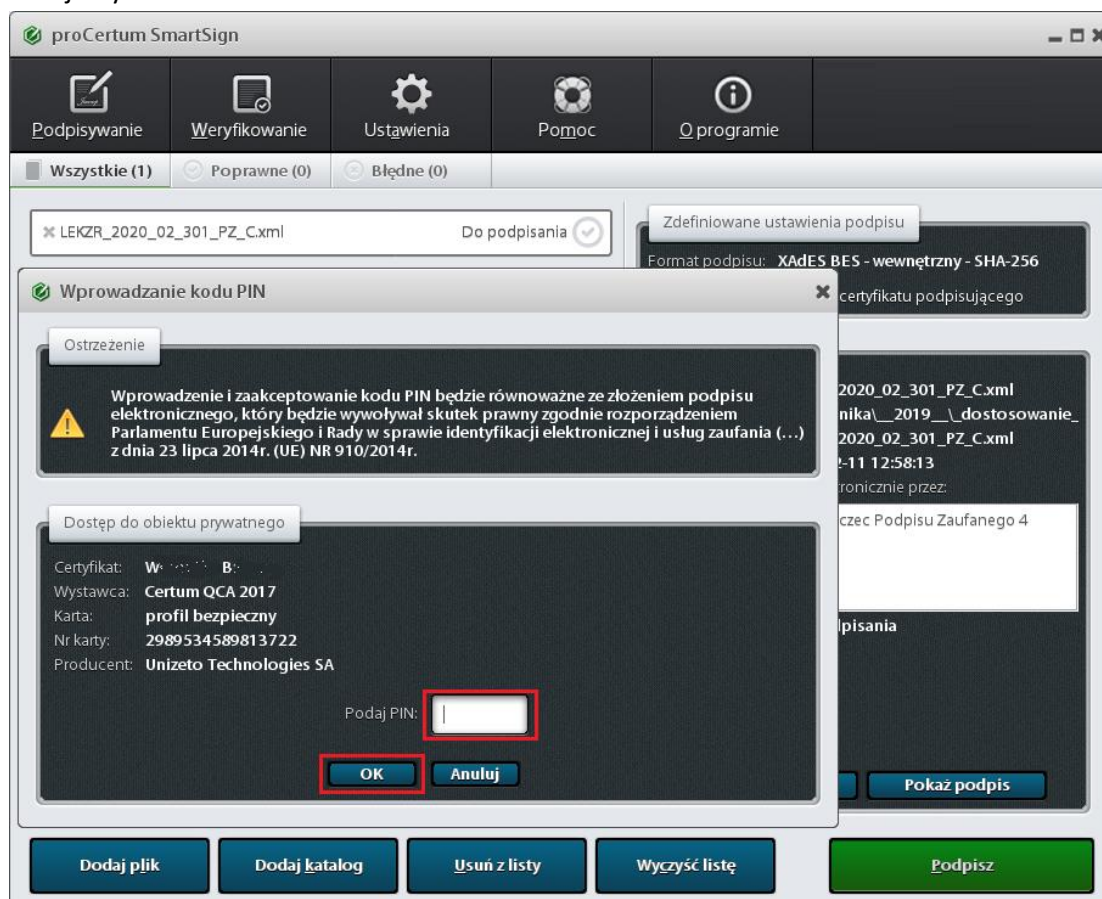 proCertum SmartSign
Podpisywanie
Weryfikowanie
Ustawienia
Pomoc
O programie
Wszystkie (1)
Poprawne (0)
Błędne (0)
LEKZR_2020_02_301_PZ_C.xml
Do podpisania
Zdefiniowane ustawienia podpisu
Format podpisu: XAdES BES - wewnętrzny - SHA-256
certyfikatu podpisującego
Wprowadzanie kodu PIN
Ostrzeżenie
Wprowadzenie i zaakceptowanie kodu PIN będzie równoważne ze złożeniem podpisu
elektronicznego, który będzie wywoływał skutek prawny zgodnie rozporządzeniem
Parlamentu Europejskiego i Rady w sprawie identyfikacji elektronicznej i usług zaufania (...)
z dnia 23 lipca 2014r. (UE) NR 910/2014r.
2020_02_301_PZ_C.xml
nika\__2019__\_dostosowanie_
2020_02_301_PZ_C.xml
-11 12:58:13
ronicznie przez:
czec Podpisu Zaufanego 4
Dostęp do obiektu prywatnego
Certyfikat: W B
Wystawca: Certum QCA 2017
Karta: profil bezpieczny
Nr karty: 2989534589813722
Producent: Unizeto Technologies SA
dpisania
Podaj PIN:
OK
Anuluj
Pokaż podpis
Dodaj plik
Dodaj katalog
Usuń z listy
Wyczyść listę
Podpisz